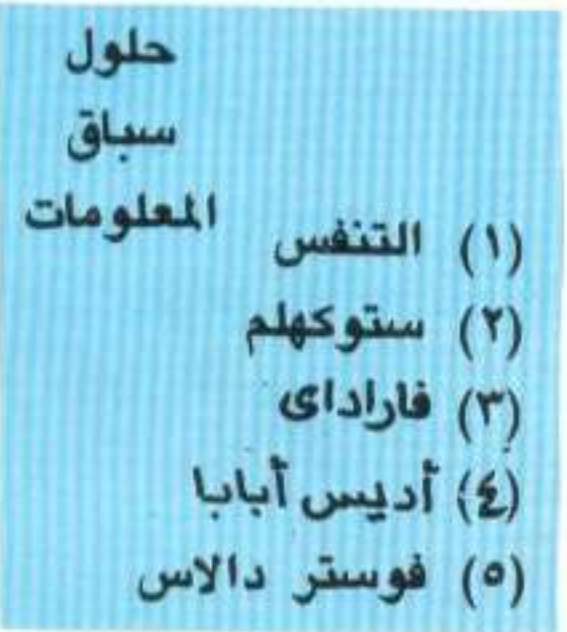 حلول
سباق
المعلومات
(١) التنفس
(٢) ستوكهلم
(٣) فاراداى
(٤) أديس أبابا
(٥) فوستر دالاس